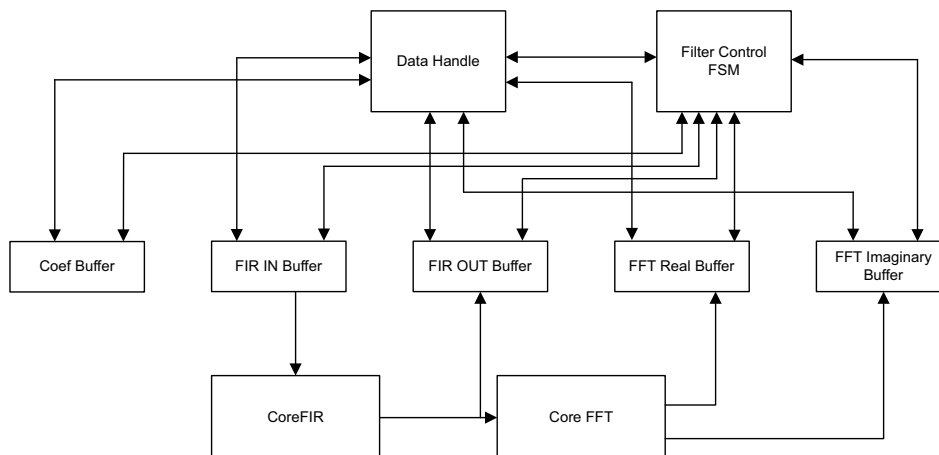 Data Handle
Filter Control
FSM
Coef Buffer
FIR IN Buffer
FIR OUT Buffer
FFT Real Buffer
FFT Imaginary
Buffer
CoreFIR
Core FFT